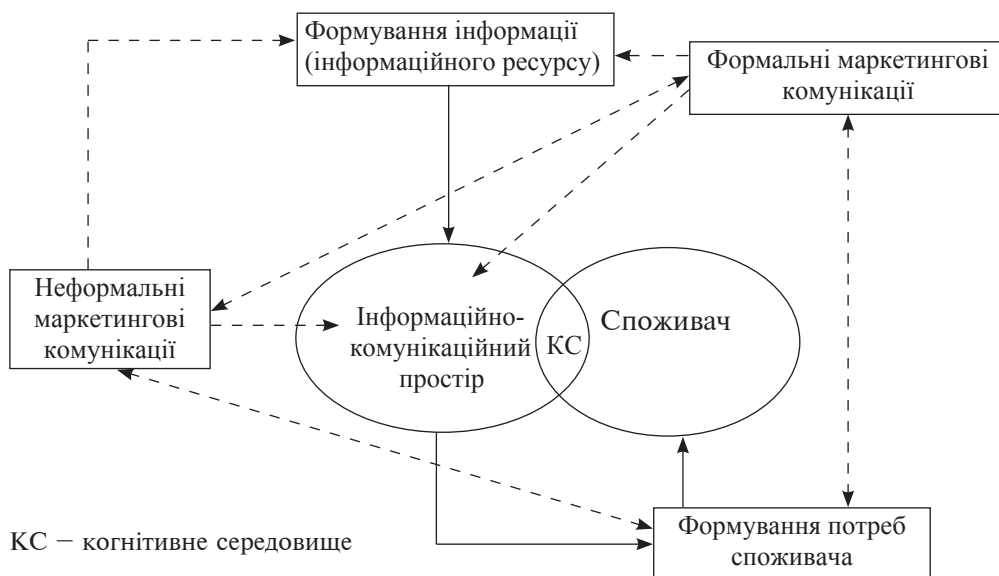 Формування інформації
(інформаційного ресурсу)
Формальні маркетингові
комунікації
Неформальні
маркетингові
комунікації
Інформаційно-
комунікаційний
простір
КС
Споживач
Формування потреб
споживача
КС − когнітивне середовище